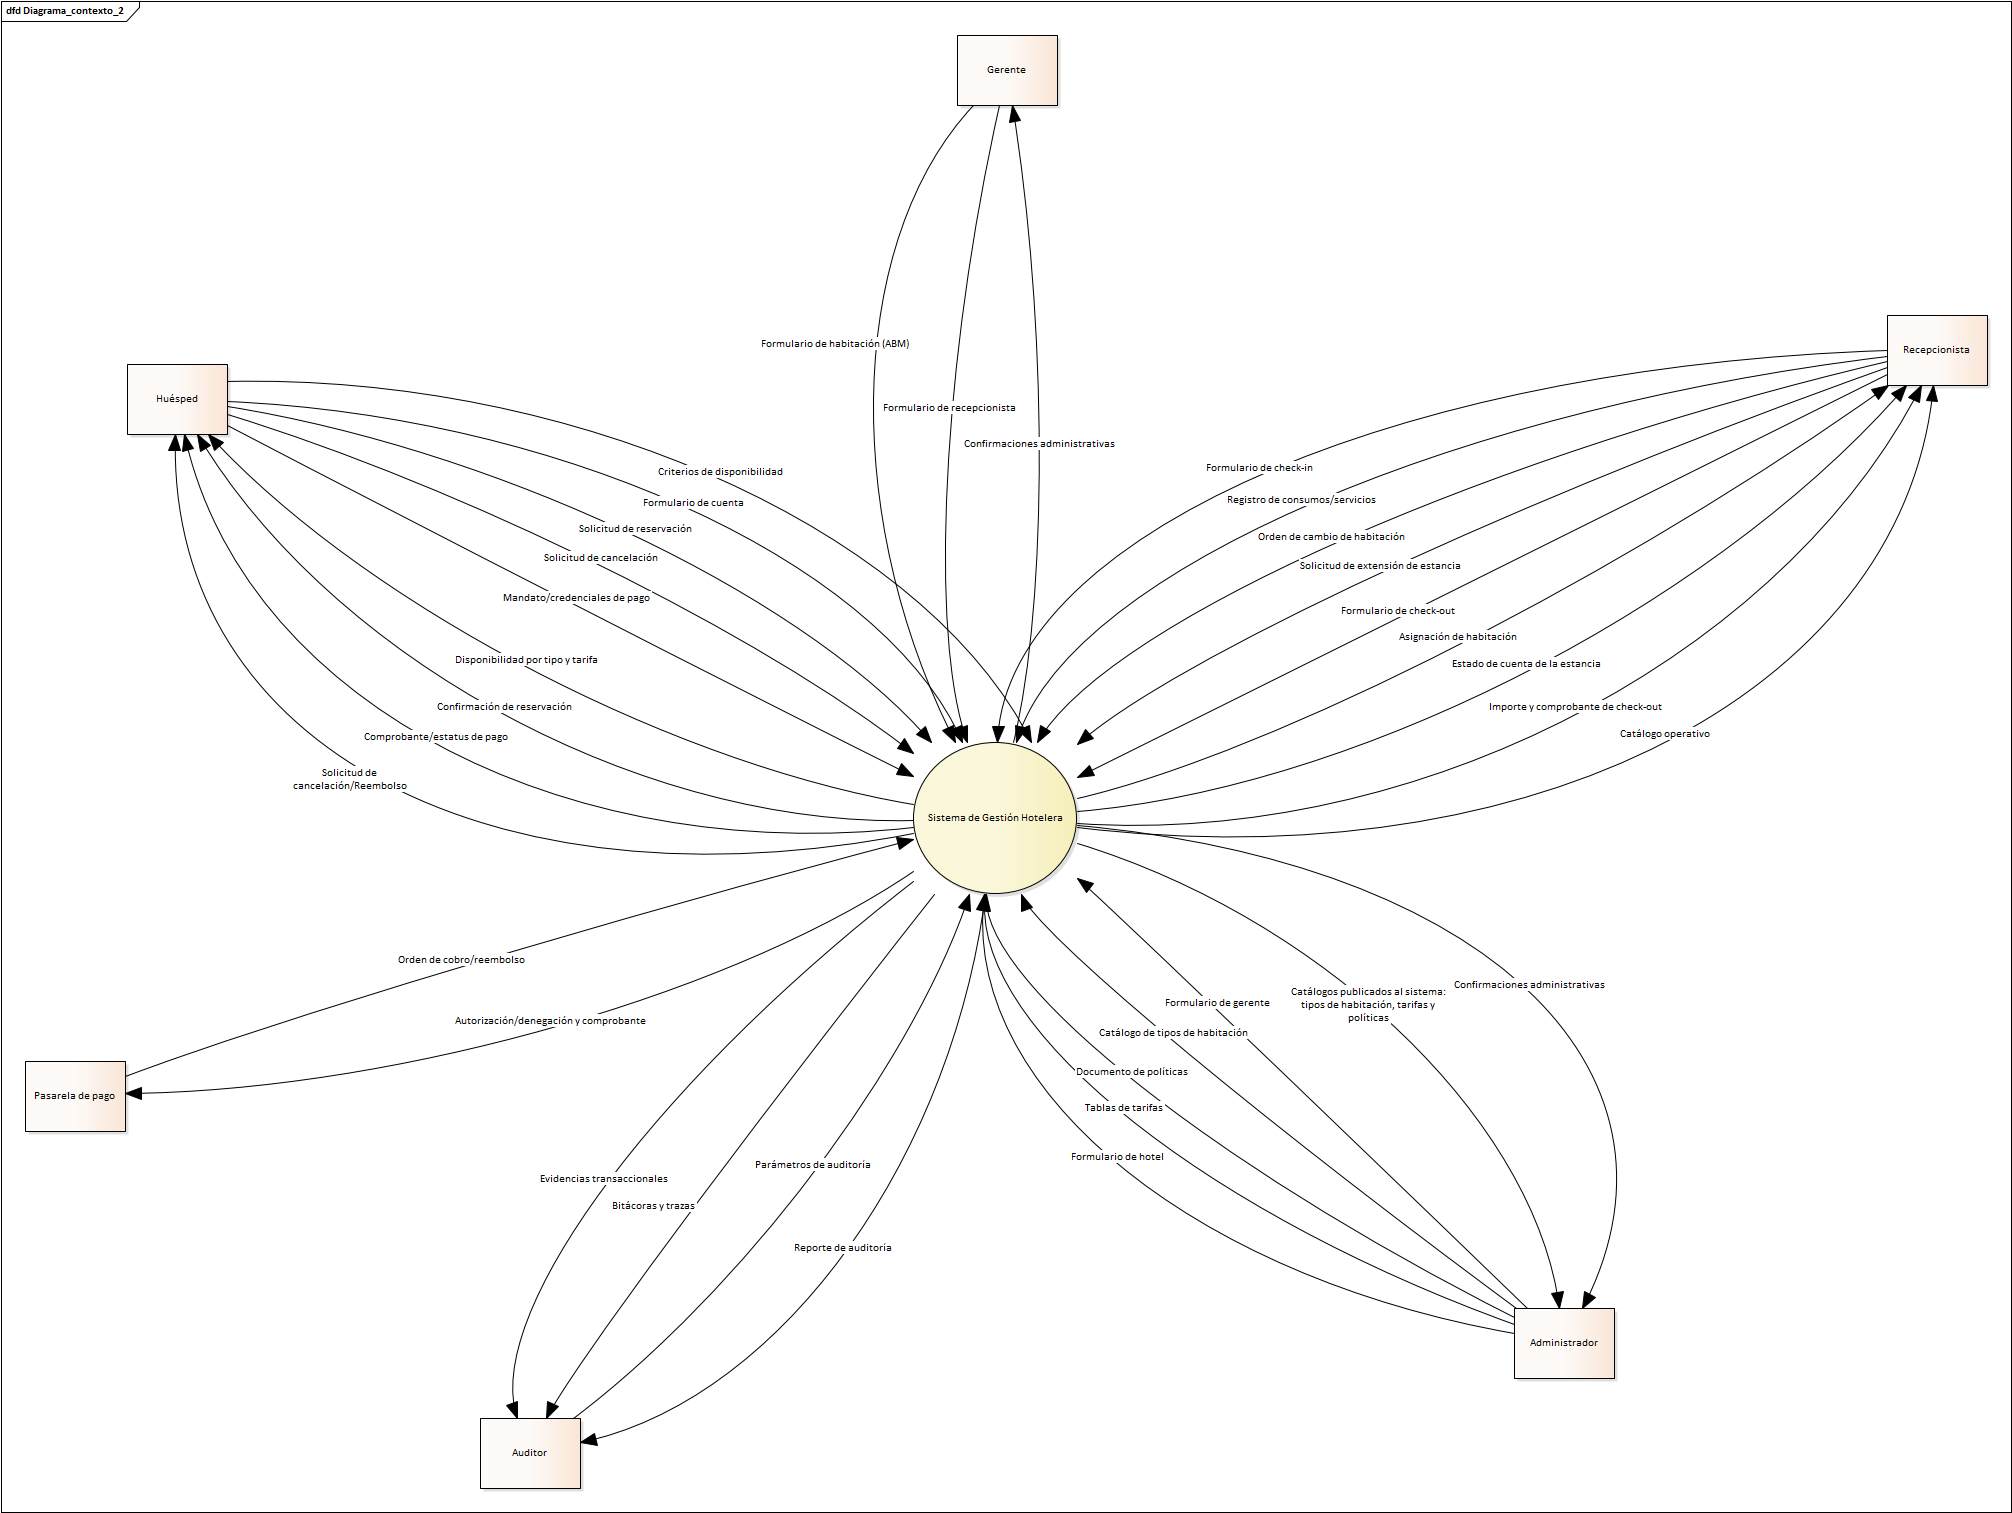 dfd Diagrama_contexto_2
Gerente
Recepcionista
Huésped
Formulario de habitación (ABM)
Formulario de recepcionista
Confirmaciones administrativas
Criterios de disponibilidad
Formulario de cuenta
Solicitud de reservación
Solicitud de cancelación
Mandato/credenciales de pago
Disponibilidad por tipo y tarifa
Confirmación de reservación
Comprobante/estatus de pago
Solicitud de
cancelación/Reembolso
Formulario de check-in
Registro de consumos/servicios
Orden de cambio de habitación
Solicitud de extensión de estancia
Formulario de check-out
Asignación de habitación
Estado de cuenta de la estancia
Importe y comprobante de check-out
Catálogo operativo
Sistema de Gestión Hotelera
Orden de cobro/reembolso
Autorización/denegación y comprobante
Pasarela de pago
Evidencias transaccionales
Bitácoras y trazas
Parámetros de auditoría
Reporte de auditoría
Auditor
Formulario de gerente
Catálogo de tipos de habitación
Documento de políticas
Tablas de tarifas
Formulario de hotel
Catálogos publicados al sistema:
tipos de habitación, tarifas y
políticas
Confirmaciones administrativas
Administrador